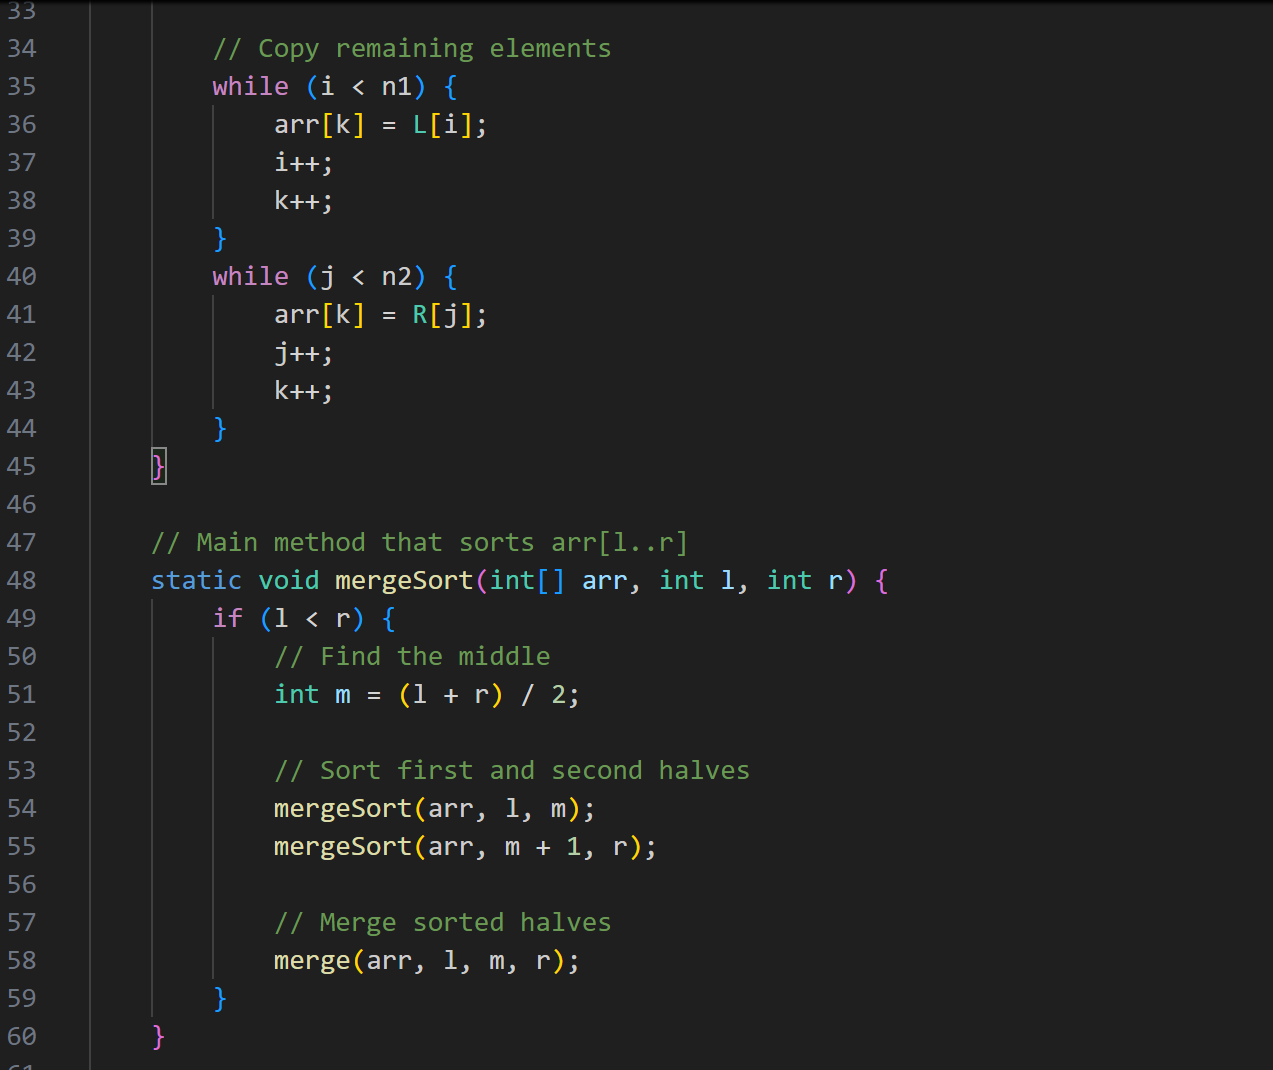 33
34 // Copy remaining elements
35 while (i < n1) {
36 arr[k] = L[i];
37 i++;
38 k++;
39 }
40 while (j < n2) {
41 arr[k] = R[j];
42 j++;
43 k++;
44 }
45 }
46
47 // Main method that sorts arr[l..r]
48 static void mergeSort(int[] arr, int l, int r) {
49 if (l < r) {
50 // Find the middle
51 int m = (l + r) / 2;
52
53 // Sort first and second halves
54 mergeSort(arr, l, m);
55 mergeSort(arr, m + 1, r);
56
57 // Merge sorted halves
58 merge(arr, l, m, r);
59 }
60 }
61